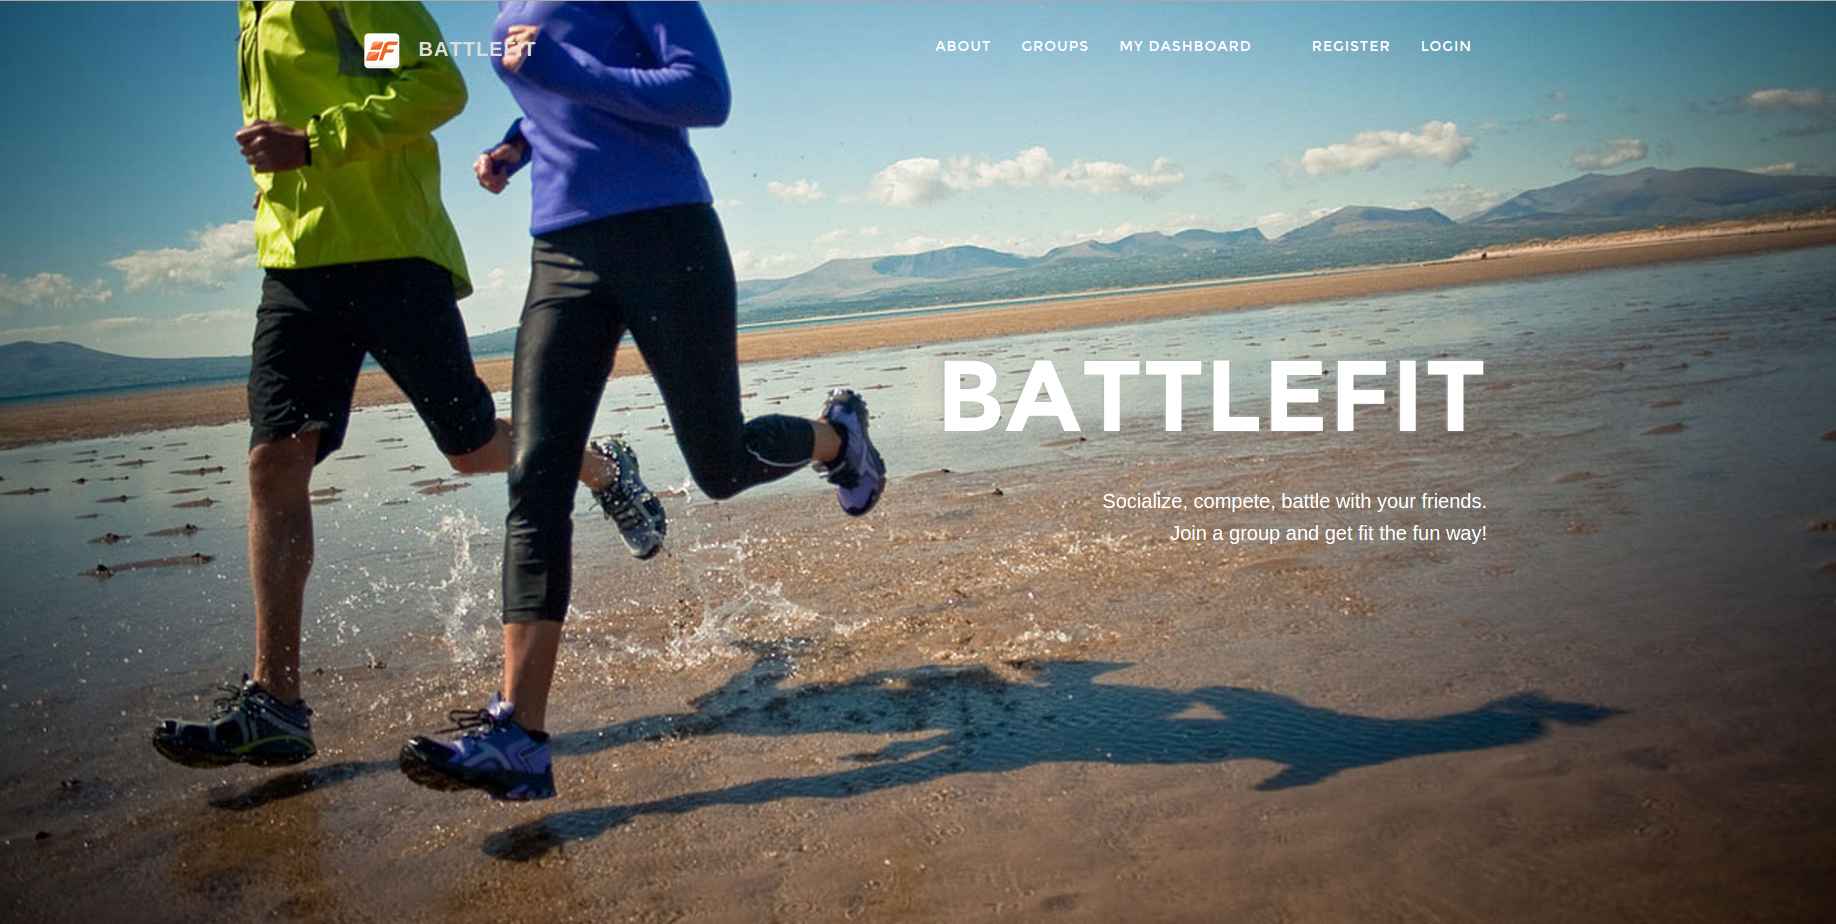 BATTLEFIT
ABOUT GROUPS MY DASHBOARD REGISTER LOGIN
BATTLEFIT
Socialize, compete, battle with your friends.
Join a group and get fit the fun way!